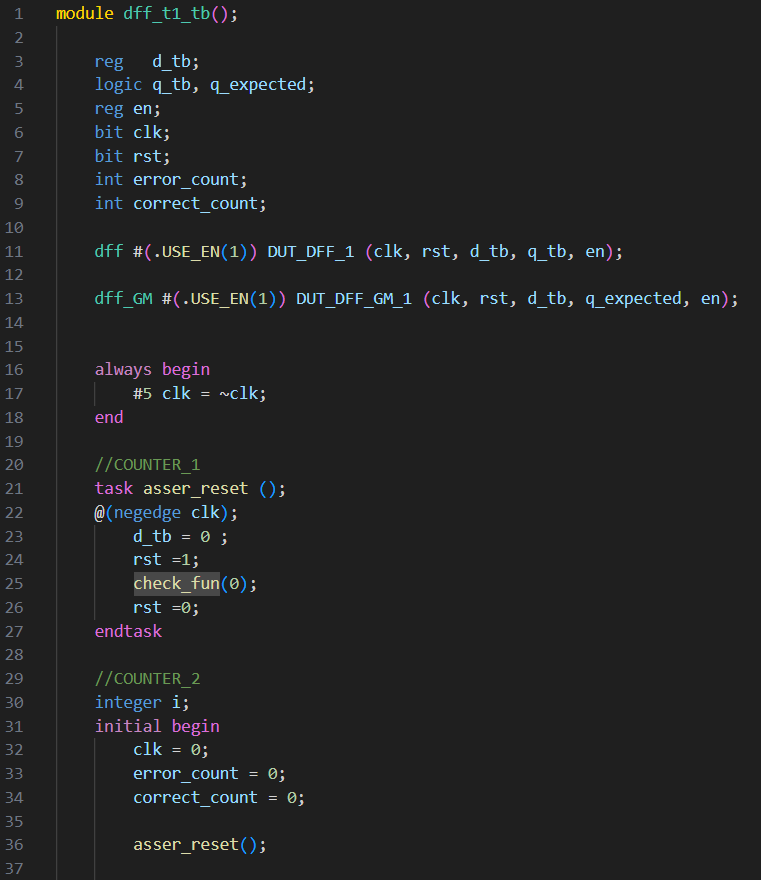 1 module dff_t1_tb();
2
3 reg   d_tb;
4 logic q_tb, q_expected;
5 reg en;
6 bit clk;
7 bit rst;
8 int error_count;
9 int correct_count;
10
11 dff #(.USE_EN(1)) DUT_DFF_1 (clk, rst, d_tb, q_tb, en);
12
13 dff_GM #(.USE_EN(1)) DUT_DFF_GM_1 (clk, rst, d_tb, q_expected, en);
14
15
16 always begin
17 #5 clk = ~clk;
18 end
19
20 //COUNTER_1
21 task asser_reset ();
22 @(negedge clk);
23 d_tb = 0 ;
24 rst =1;
25 check_fun(0);
26 rst =0;
27 endtask
28
29 //COUNTER_2
30 integer i;
31 initial begin
32 clk = 0;
33 error_count = 0;
34 correct_count = 0;
35
36 asser_reset();
37